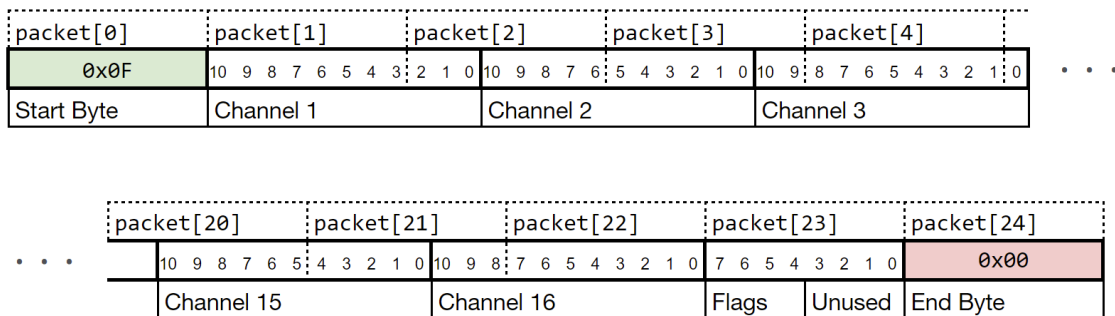 packet[0] packet[1] packet[2] packet[3] packet[4]
0x0F 10 9 8 7 6 5 4 3 2 1 0 10 9 8 7 6 5 4 3 2 1 0 10 9 8 7 6 5 4 3 2 1 0 . . .
Start Byte Channel 1 Channel 2 Channel 3
packet[20] packet[21] packet[22] packet[23] packet[24]
. . . 10 9 8 7 6 5 4 3 2 1 0 10 9 8 7 6 5 4 3 2 1 0 7 6 5 4 3 2 1 0 0x00
Channel 15 Channel 16 Flags Unused End Byte